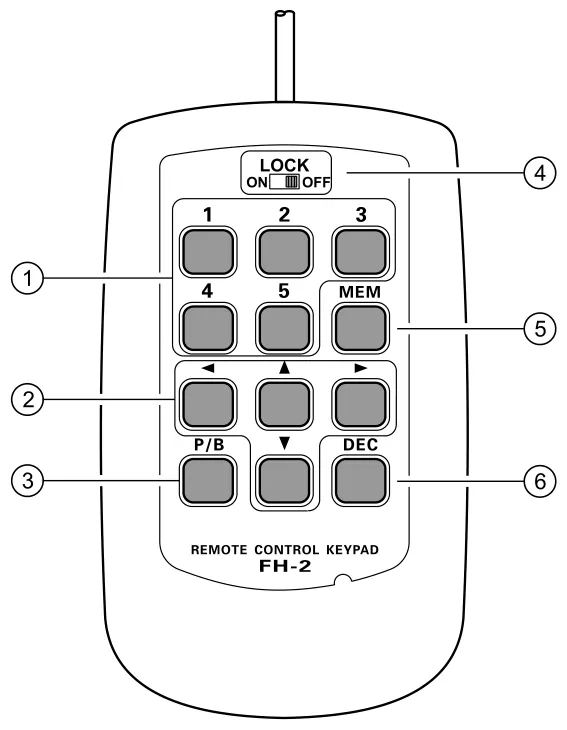 LOCK
ON OFF
4
1 2 3
1
4 5 MEM
5
◄ ▲ ►
2
P/B ▼ DEC
3
6
REMOTE CONTROL KEYPAD
FH-2